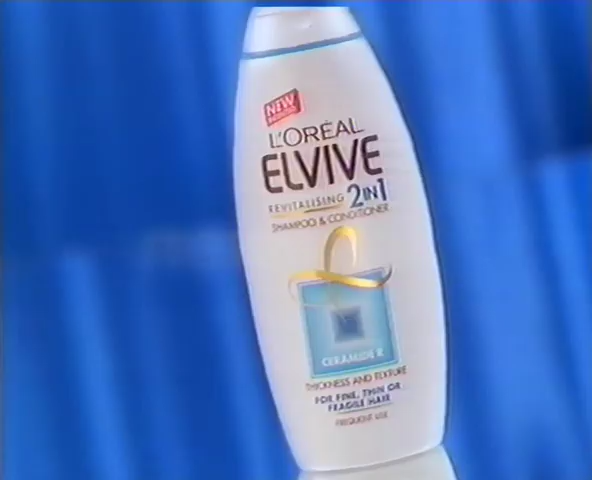 NEW
L'ORÉAL
ELVIVE
REVITALISING 2IN1
SHAMPOO & CONDITIONER
CERAMIDE R
THICKNESS AND TEXTURE
FOR FINE, THIN OR
FRAGILE HAIR
FREQUENT USE